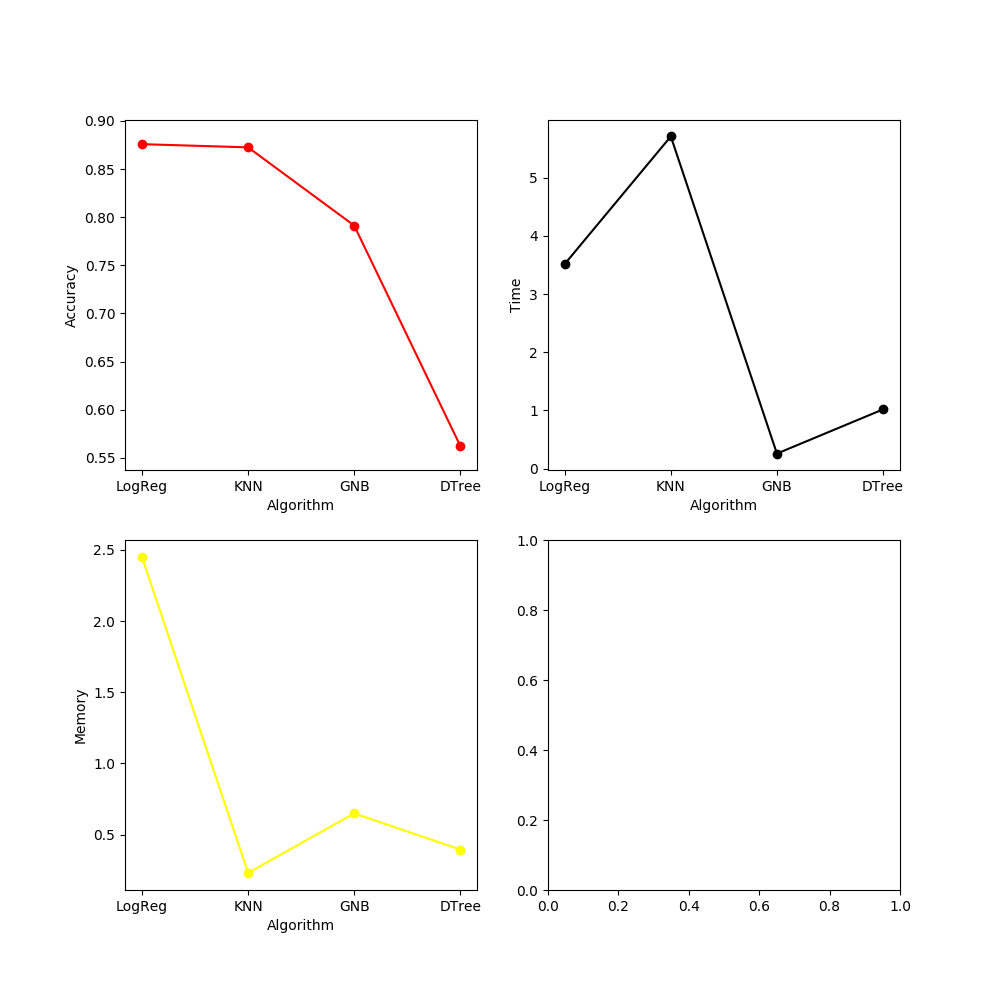 0.90
0.85
0.80
0.75
0.70
0.65
0.60
0.55
Accuracy
LogReg KNN GNB DTree
Algorithm
5
4
3
2
1
0
Time
LogReg KNN GNB DTree
Algorithm
2.5
2.0
1.5
1.0
0.5
Memory
LogReg KNN GNB DTree
Algorithm
1.0
0.8
0.6
0.4
0.2
0.0
0.0 0.2 0.4 0.6 0.8 1.0